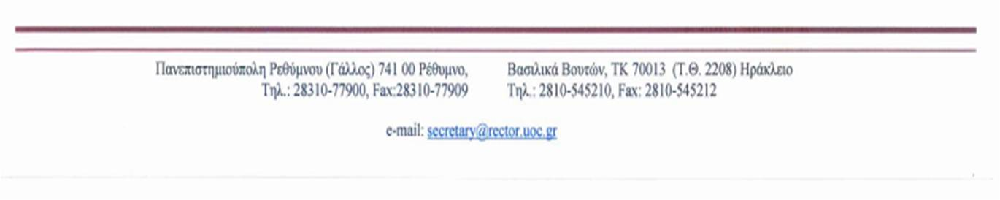 Πανεπιστημιούπολη Ρεθύμνου (Γάλλος) 741 00 Ρέθυμνο,
Τηλ.: 28310-77900, Fax:28310-77909
Βασιλικά Βουτών, ΤΚ 70013 (Τ.Θ. 2208) Ηράκλειο
Τηλ.: 2810-545210, Fax: 2810-545212
e-mail: secretary@rector.uoc.gr